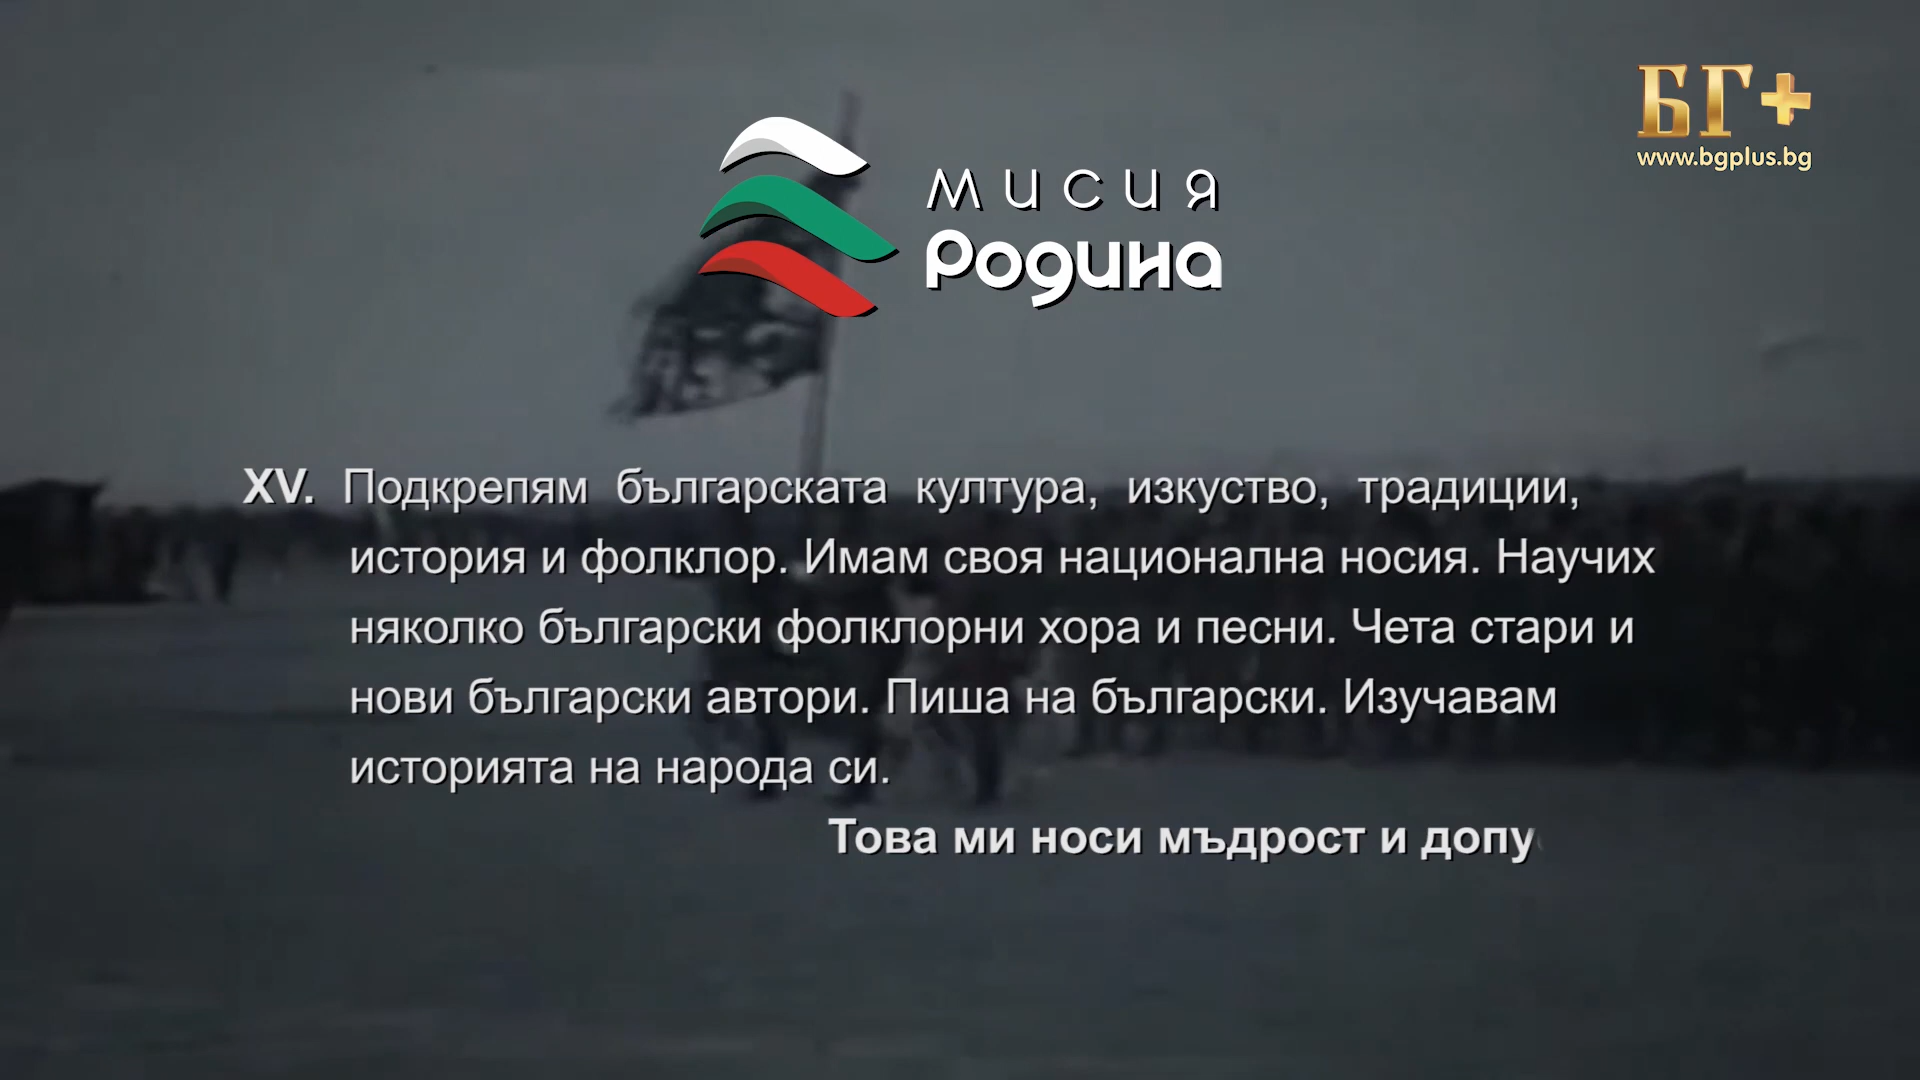 БГ+
www.bgplus.bg
мисия
Родина
XV. Подкрепям българската култура, изкуство, традиции,
история и фолклор. Имам своя национална носия. Научих
няколко български фолклорни хора и песни. Чета стари и
нови български автори. Пиша на български. Изучавам
историята на народа си.
Това ми носи мъдрост и допу